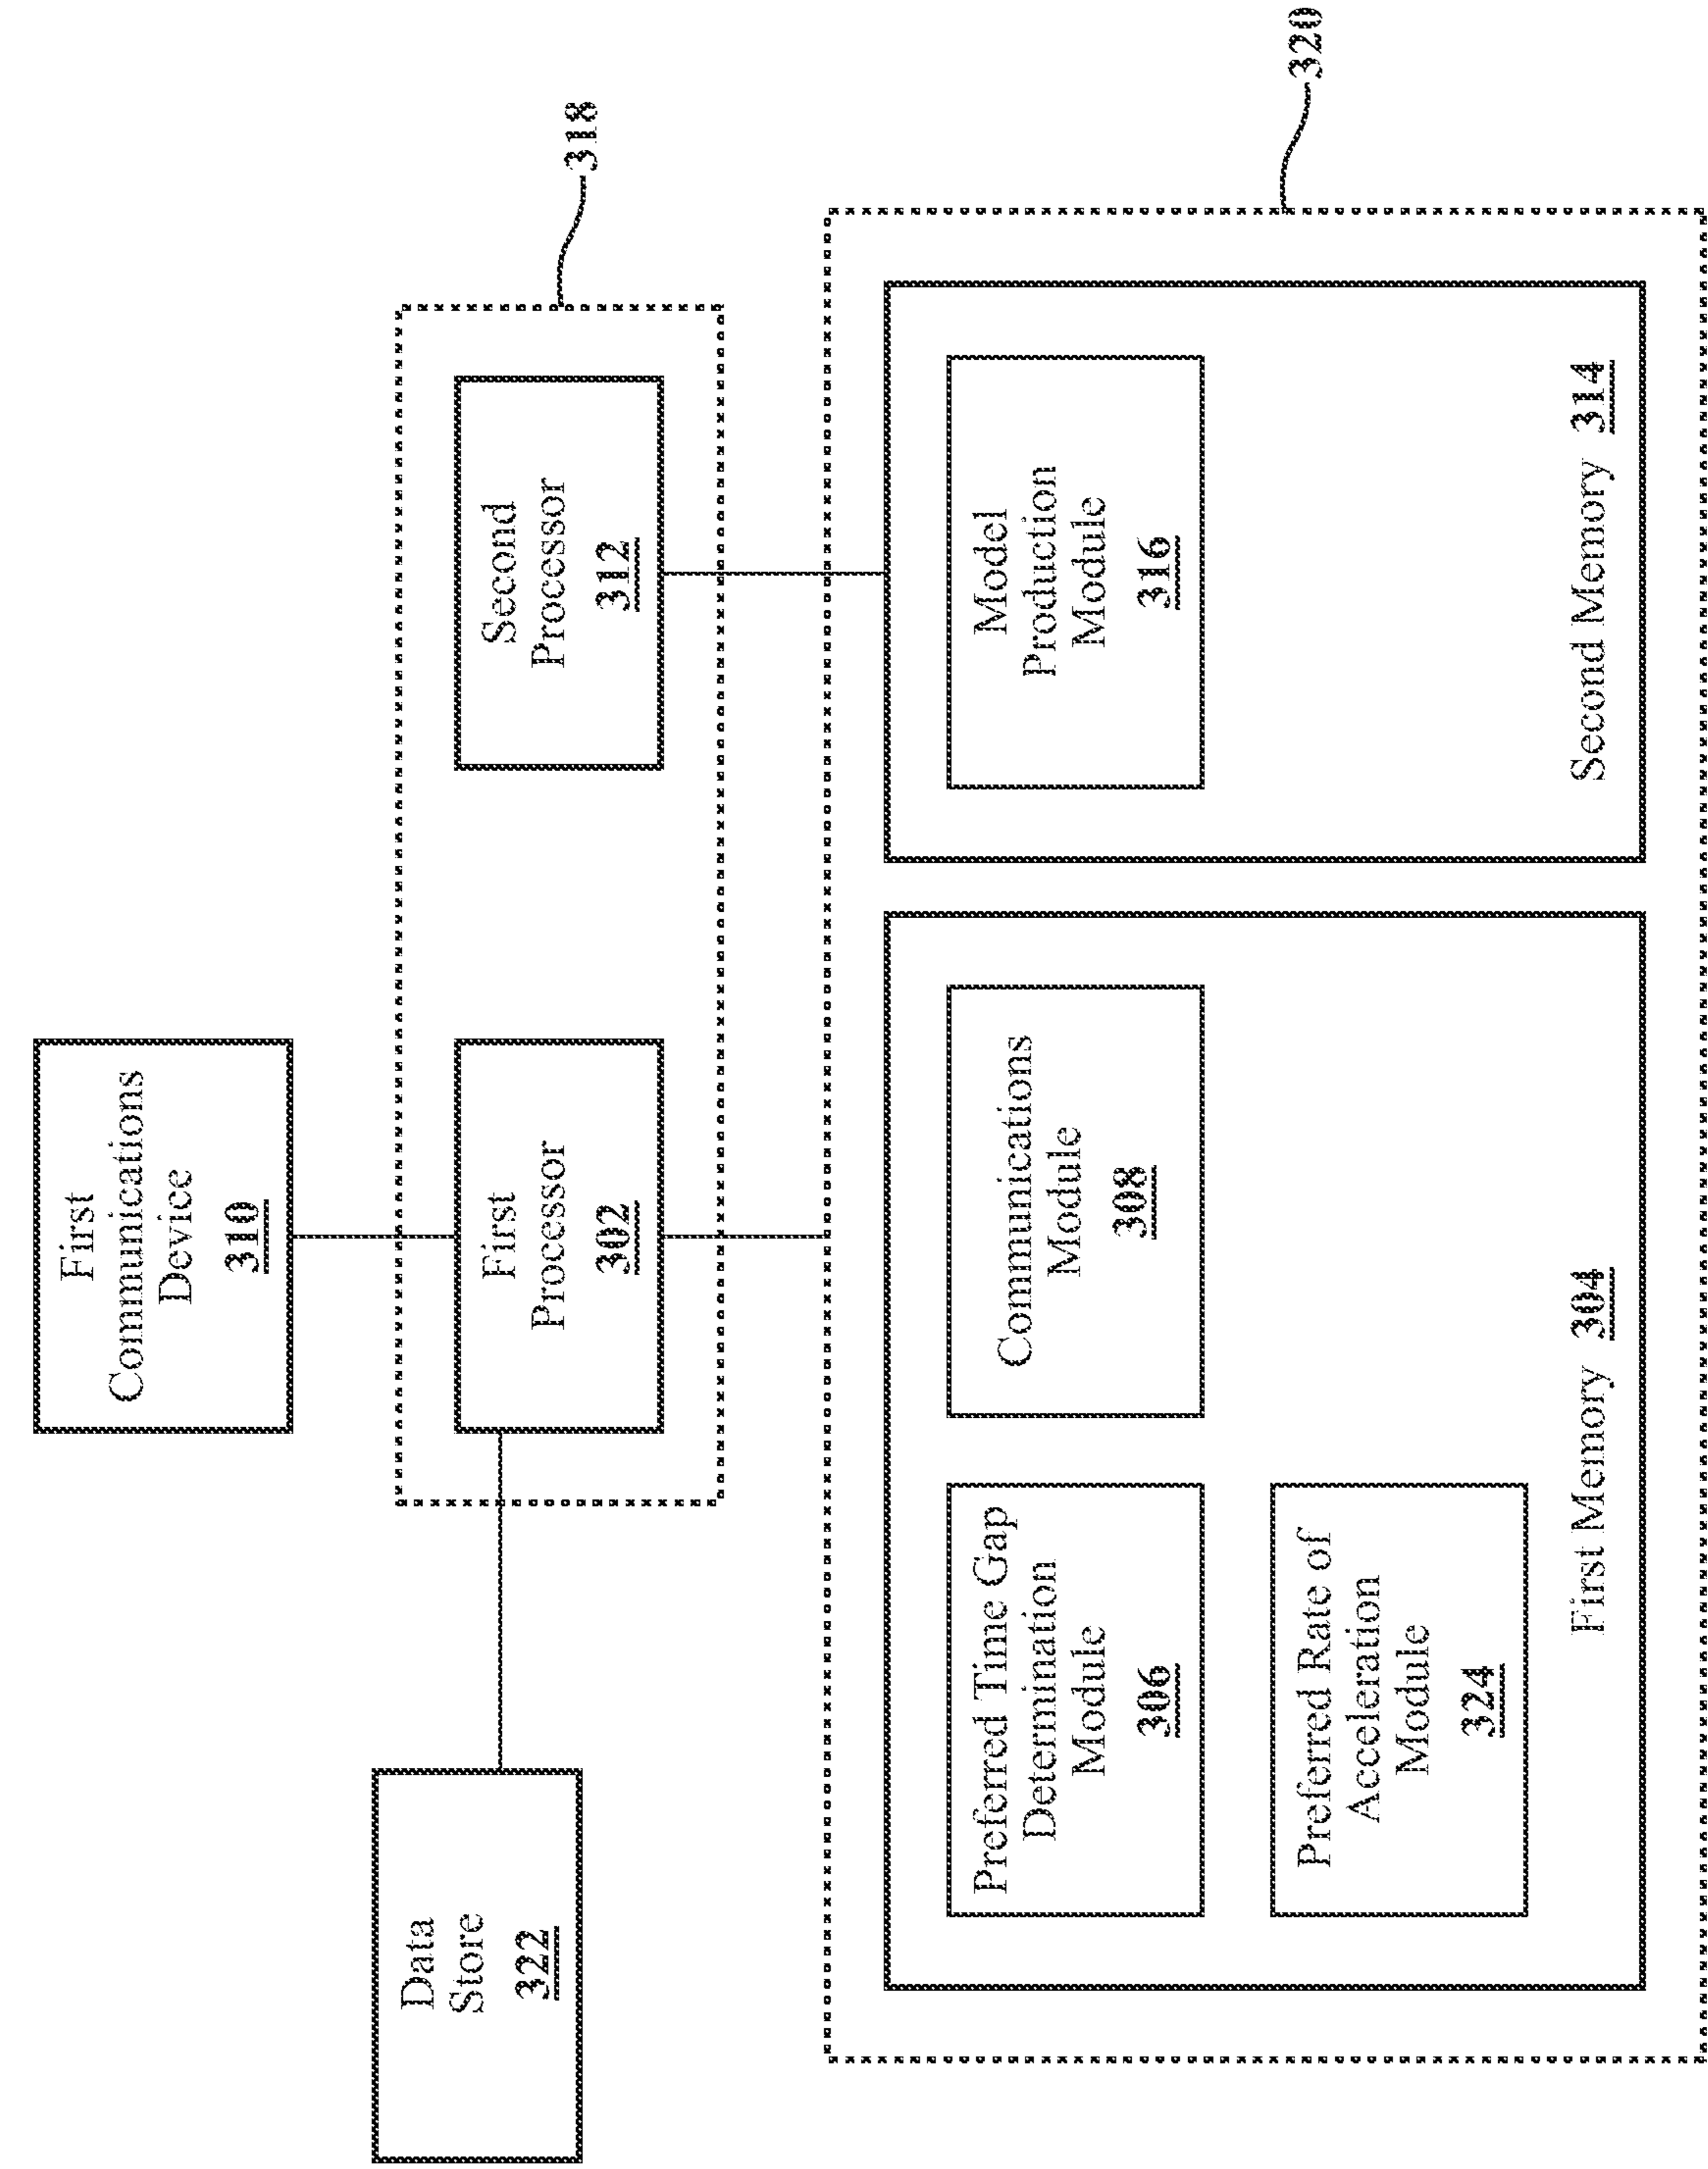 First
Communications
Device
310
Data
Store
322
First
Processor
302
Second
Processor
312
318
Preferred Time Gap
Determination
Module
306
Communications
Module
308
Preferred Rate of
Acceleration
Module
324
First Memory 304
Model
Production
Module
316
Second Memory 314
320